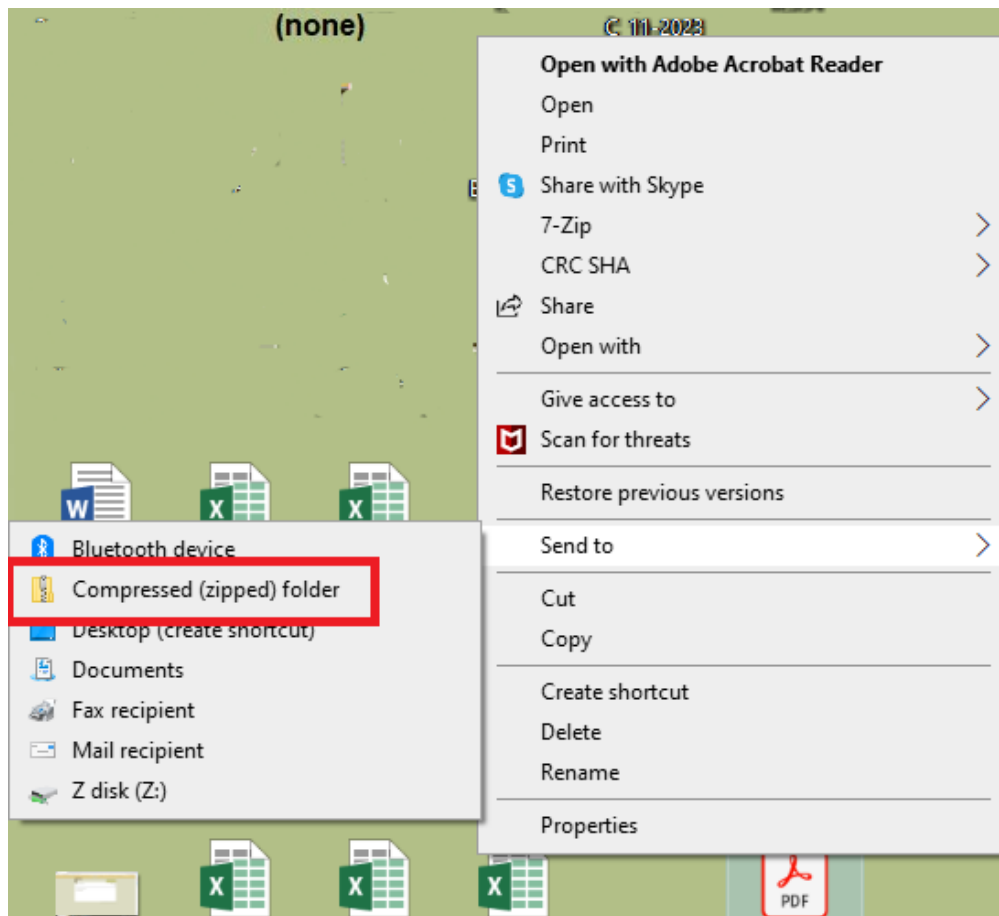 (none)
C 11-2023
Open with Adobe Acrobat Reader
Open
Print
Share with Skype
7-Zip
CRC SHA
Share
Open with
Give access to
Scan for threats
Restore previous versions
Send to
Cut
Copy
Create shortcut
Delete
Rename
Properties
Bluetooth device
Compressed (zipped) folder
Desktop (create shortcut)
Documents
Fax recipient
Mail recipient
Z disk (Z:)
PDF